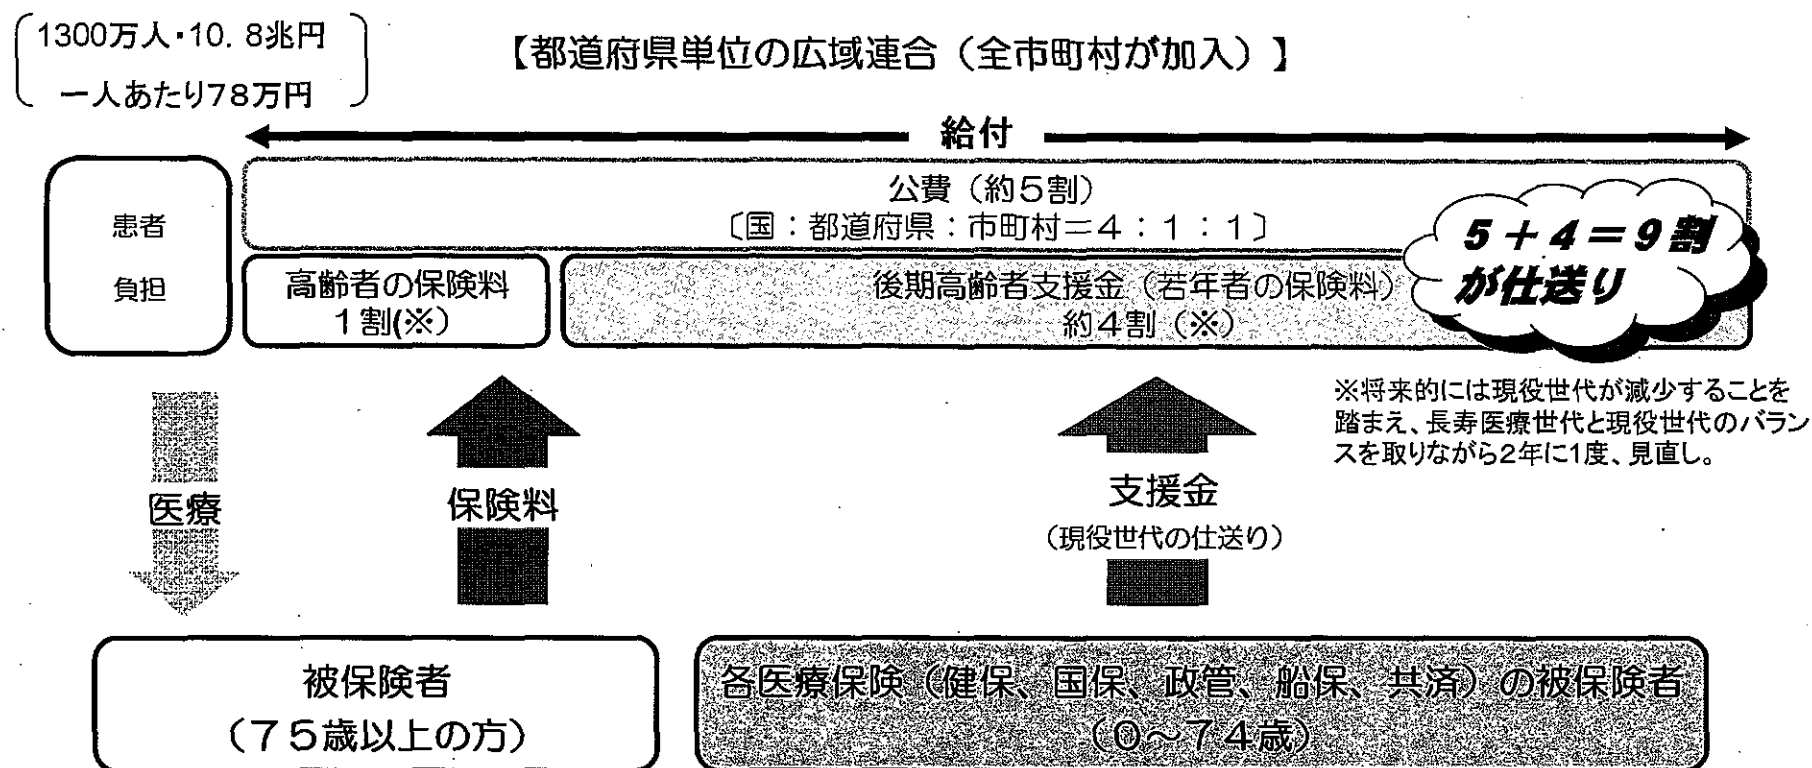 1300万人・10.8兆円
一人あたり78万円
【都道府県単位の広域連合（全市町村が加入）】
給付
患者
負担
公費（約5割）
〔国：都道府県：市町村＝4：1：1〕
5＋4＝9割
が仕送り
高齢者の保険料
1割(※)
後期高齢者支援金（若年者の保険料）
約4割（※）
※将来的には現役世代が減少することを
踏まえ、長寿医療世代と現役世代のバラン
スを取りながら2年に1度、見直し。
医療
保険料
支援金
（現役世代の仕送り）
被保険者
（75歳以上の方）
各医療保険（健保、国保、政管、船保、共済）の被保険者
（0～74歳）